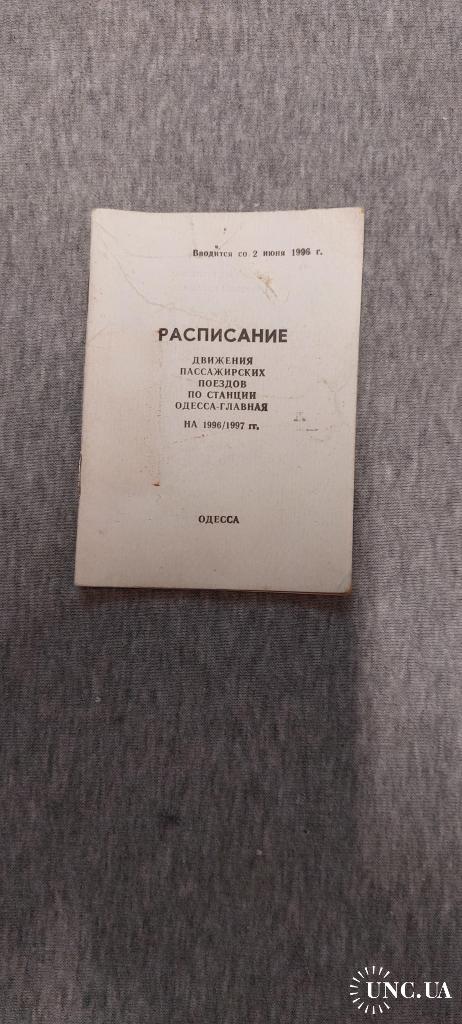 Вводится со 2 июня 1996 г.
РАСПИСАНИЕ
ДВИЖЕНИЯ
ПАССАЖИРСКИХ
ПОЕЗДОВ
ПО СТАНЦИИ
ОДЕССА-ГЛАВНАЯ
НА 1996/1997 гг.
ОДЕССА
UNC.UA